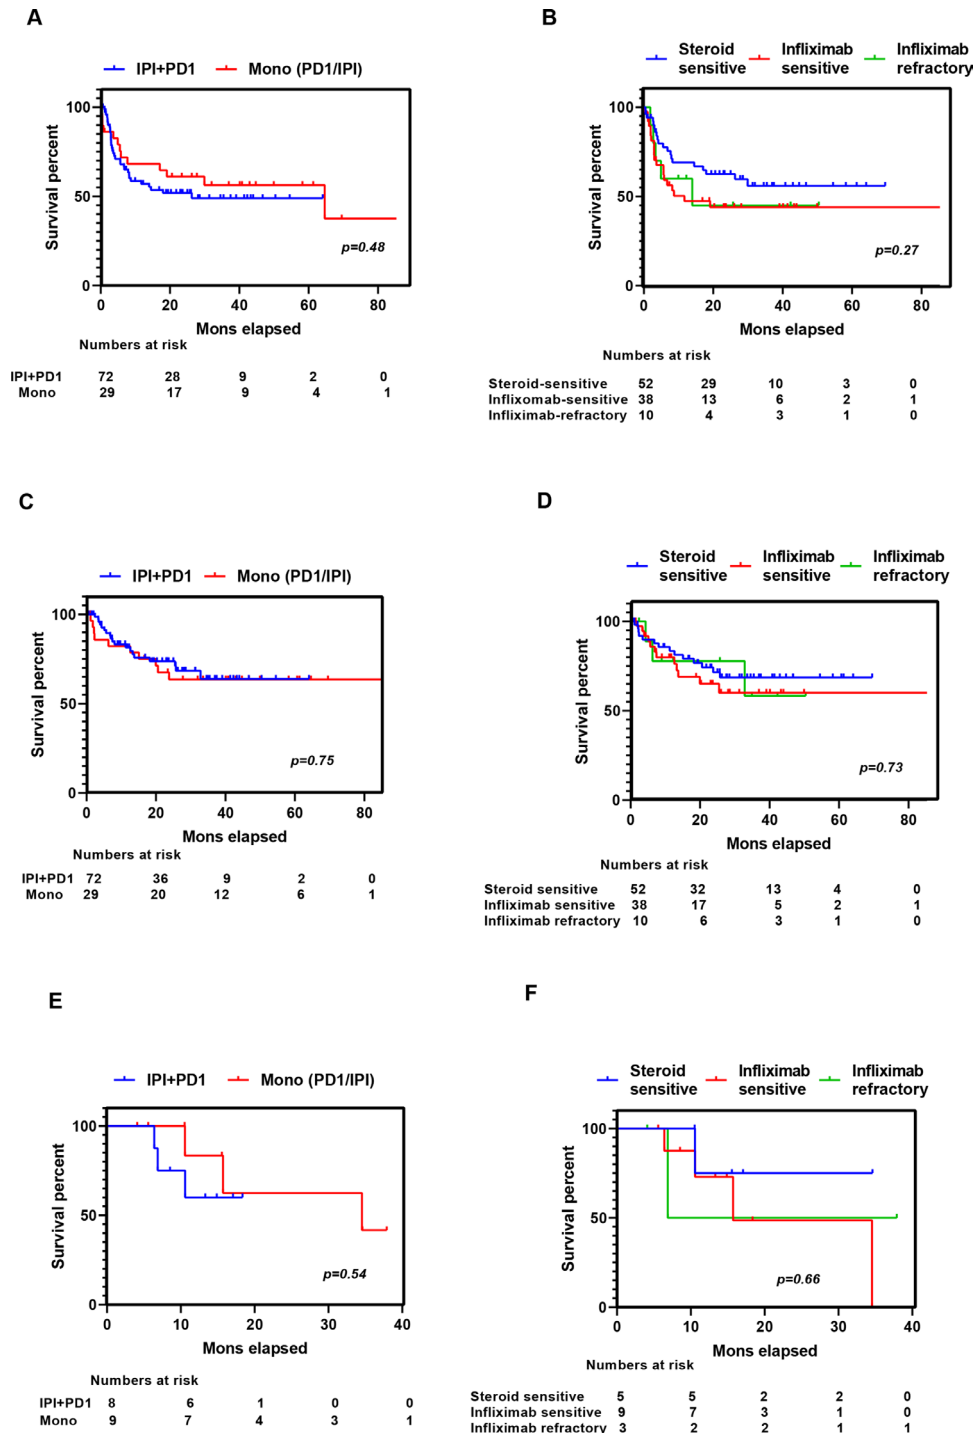 A
IPI+PD1 Mono (PD1/IPI)
Survival percent
100
50
0
p=0.48
0 20 40 60 80
Mons elapsed
Numbers at risk
IPI+PD1 72 28 9 2 0
Mono 29 17 9 4 1
B
Steroid sensitive Infliximab sensitive Infliximab refractory
Survival percent
100
50
0
p=0.27
0 20 40 60 80
Mons elapsed
Numbers at risk
Steroid-sensitive 52 29 10 3 0
Inflixomab-sensitive 38 13 6 2 1
Infliximab-refractory 10 4 3 1 0
C
IPI+PD1 Mono (PD1/IPI)
Survival percent
100
50
0
p=0.75
0 20 40 60 80
Mons elapsed
Numbers at risk
IPI+PD1 72 36 9 2 0
Mono 29 20 12 6 1
D
Steroid sensitive Infliximab sensitive Infliximab refractory
Survival percent
100
50
0
p=0.73
0 20 40 60 80
Mons elapsed
Numbers at risk
Steroid sensitive 52 32 13 4 0
Infliximab sensitive 38 17 5 2 1
Infliximab refractory 10 6 3 1 0
E
IPI+PD1 Mono (PD1/IPI)
Survival percent
100
50
0
p=0.54
0 10 20 30 40
Mons elapsed
Numbers at risk
IPI+PD1 8 6 1 0 0
Mono 9 7 4 3 1
F
Steroid sensitive Infliximab sensitive Infliximab refractory
Survival percent
100
50
0
p=0.66
0 10 20 30 40
Mons elapsed
Numbers at risk
Steroid sensitive 5 5 2 2 0
Infliximab sensitive 9 7 3 1 0
Infliximab refractory 3 2 2 1 1